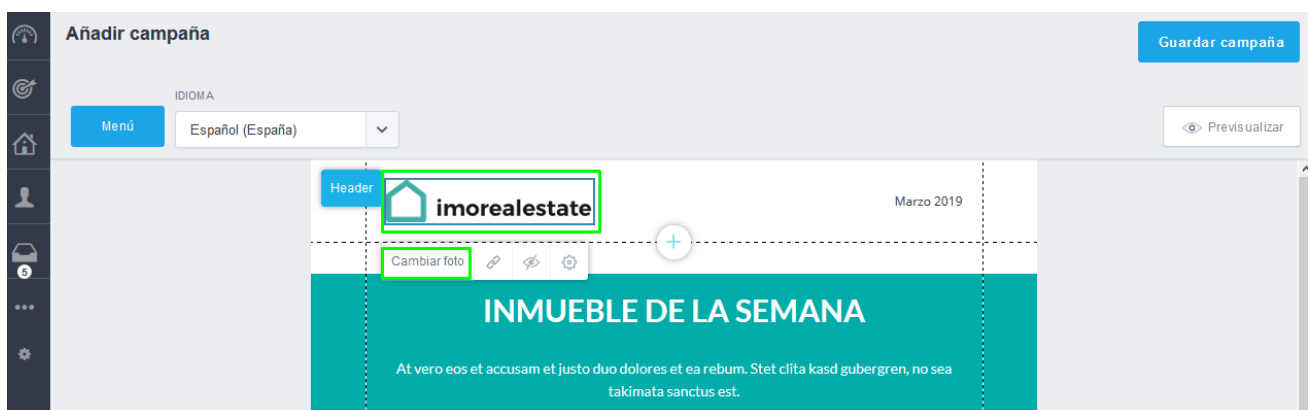 Añadir campaña
Guardar campaña
IDIOMA
Menú
Español (España)
Previsualizar
Header
imorealestate
Marzo 2019
Cambiar foto
5
INMUEBLE DE LA SEMANA
At vero eos et accusam et justo duo dolores et ea rebum. Stet clita kasd gubergren, no sea
takimata sanctus est.